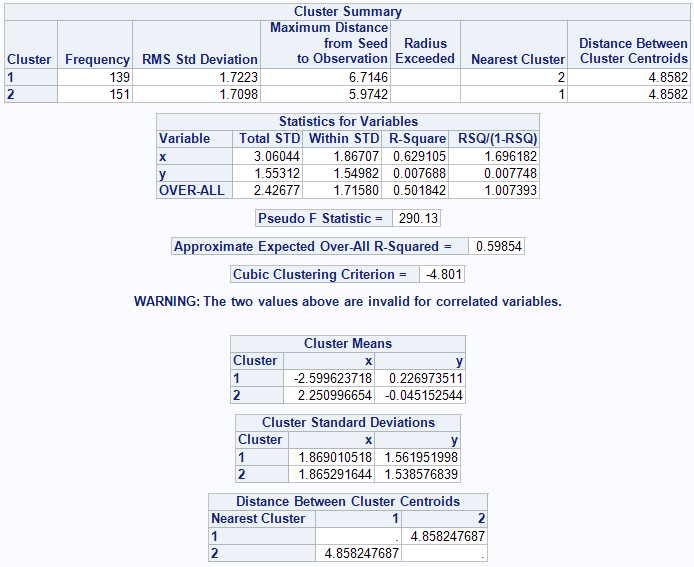 Cluster Summary
Cluster Frequency RMS Std Deviation Maximum Distance from Seed to Observation Radius Exceeded Nearest Cluster Distance Between Cluster Centroids
1 139 1.7223 6.7146 2 4.8582
2 151 1.7098 5.9742 1 4.8582
Statistics for Variables
Variable Total STD Within STD R-Square RSQ/(1-RSQ)
x 3.06044 1.86707 0.629105 1.696182
y 1.55312 1.54982 0.007688 0.007748
OVER-ALL 2.42677 1.71580 0.501842 1.007393
Pseudo F Statistic = 290.13
Approximate Expected Over-All R-Squared = 0.59854
Cubic Clustering Criterion = -4.801
WARNING: The two values above are invalid for correlated variables.
Cluster Means
Cluster x y
1 -2.599623718 0.226973511
2 2.250996654 -0.045152544
Cluster Standard Deviations
Cluster x y
1 1.869010518 1.561951998
2 1.865291644 1.538576839
Distance Between Cluster Centroids
Nearest Cluster 1 2
1 . 4.858247687
2 4.858247687 .